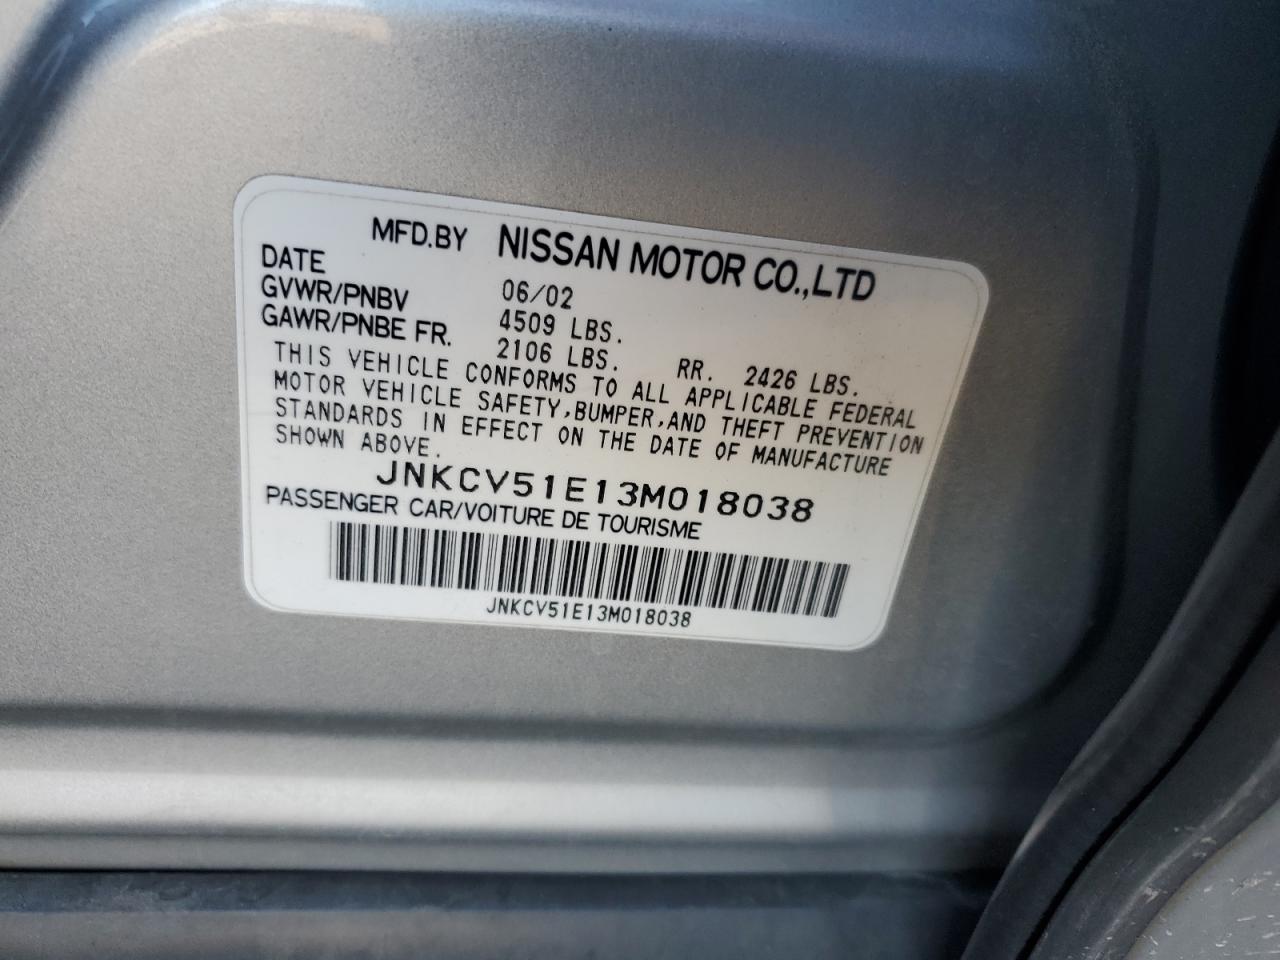 MFD.BY NISSAN MOTOR CO.,LTD
DATE 06/02
GVWR/PNBV 4509 LBS.
GAWR/PNBE FR. 2106 LBS. RR. 2426 LBS.
THIS VEHICLE CONFORMS TO ALL APPLICABLE FEDERAL
MOTOR VEHICLE SAFETY,BUMPER,AND THEFT PREVENTION
STANDARDS IN EFFECT ON THE DATE OF MANUFACTURE
SHOWN ABOVE.
JNKCV51E13M018038
PASSENGER CAR/VOITURE DE TOURISME
JNKCV51E13M018038